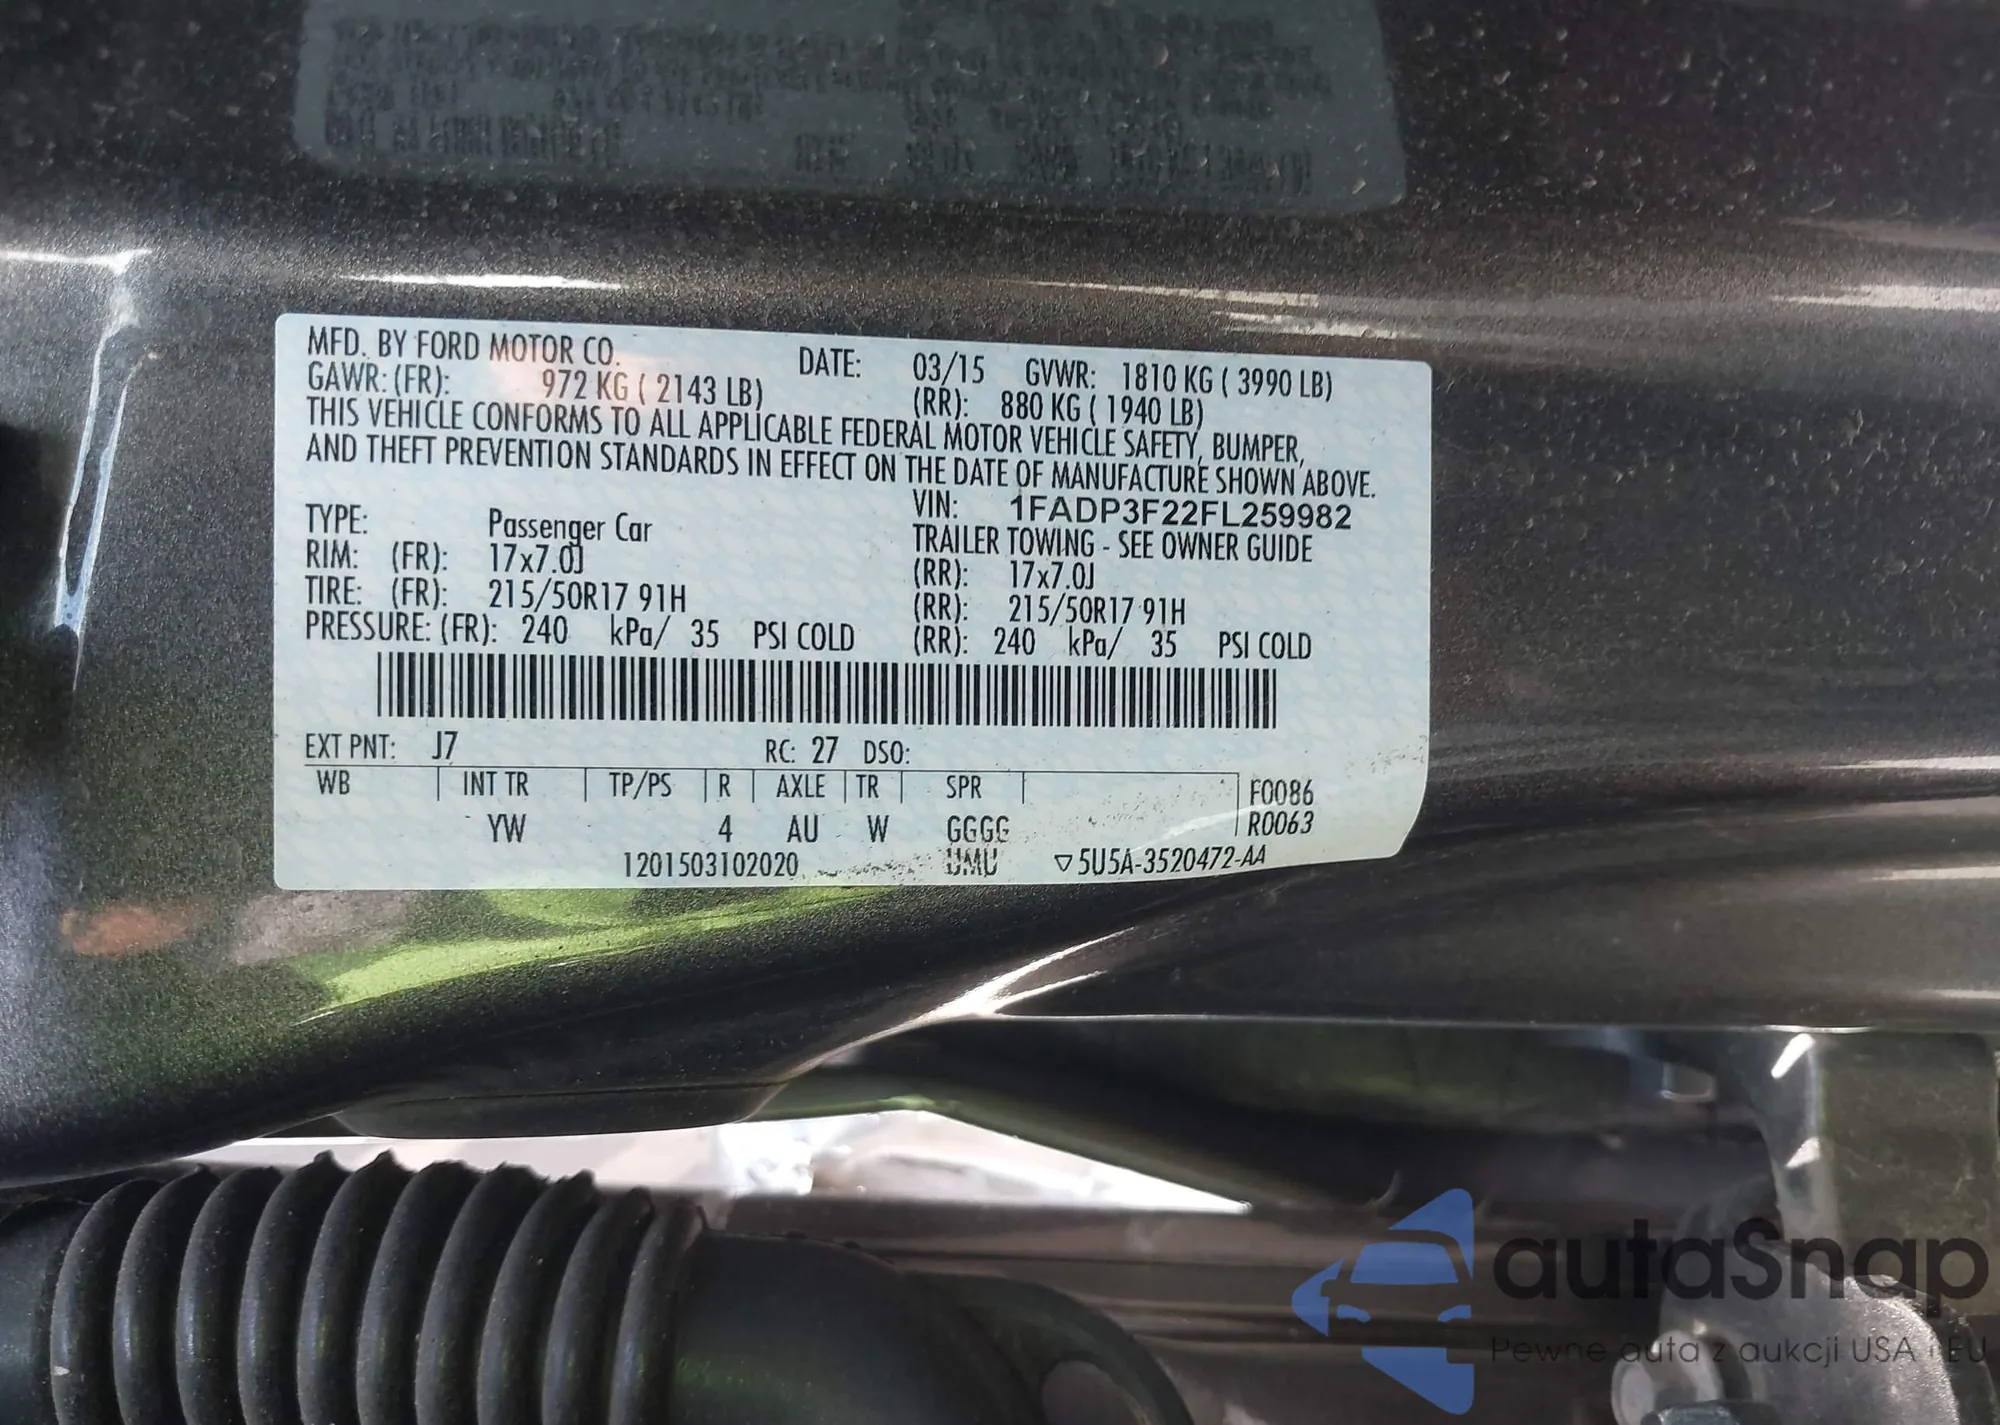 MFD. BY FORD MOTOR CO. DATE: 03/15 GVWR: 1810 KG ( 3990 LB)
GAWR: (FR): 972 KG ( 2143 LB) (RR): 880 KG ( 1940 LB)
THIS VEHICLE CONFORMS TO ALL APPLICABLE FEDERAL MOTOR VEHICLE SAFETY, BUMPER,
AND THEFT PREVENTION STANDARDS IN EFFECT ON THE DATE OF MANUFACTURE SHOWN ABOVE.
VIN: 1FADP3F22FL259982
TYPE: Passenger Car TRAILER TOWING - SEE OWNER GUIDE
RIM: (FR): 17x7.0J (RR): 17x7.0J
TIRE: (FR): 215/50R17 91H (RR): 215/50R17 91H
PRESSURE: (FR): 240 kPa/ 35 PSI COLD (RR): 240 kPa/ 35 PSI COLD
EXT PNT: J7 RC: 27 DSO:
WB INT TR TP/PS R AXLE TR SPR F0086
YW 4 AU W GGGG R0063
1201503102020 UMU ▽5U5A-3520472-AA
autaSnap
Pewne auta z aukcji USA i EU